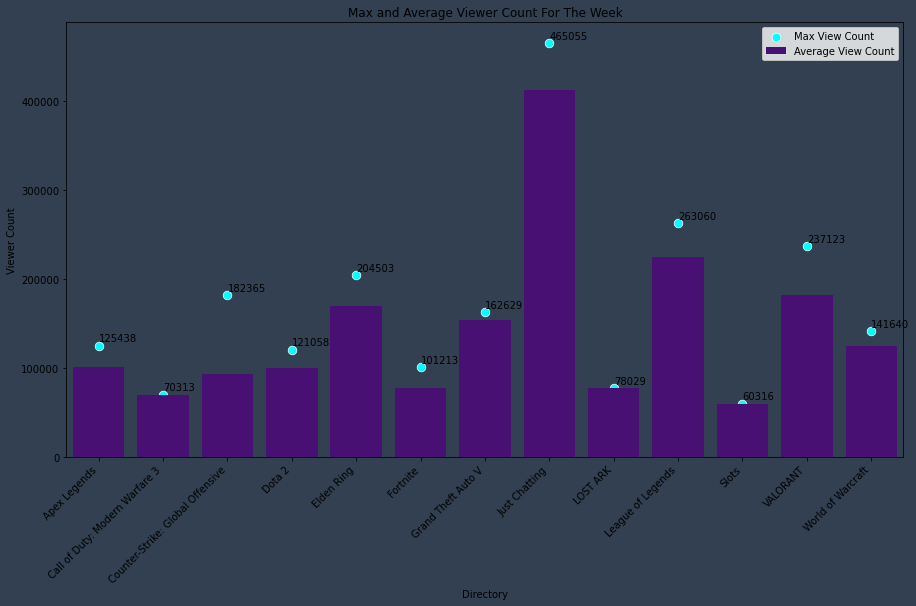 Max and Average Viewer Count For The Week
465055
Max View Count
Average View Count
400000
300000
263060
237123
204503
200000
182365
162629
141640
125438
121058
101213
100000
78029
70313
60316
0
Viewer Count
Apex Legends
Call of Duty: Modern Warfare 3
Counter-Strike: Global Offensive
Dota 2
Elden Ring
Fortnite
Grand Theft Auto V
Just Chatting
LOST ARK
League of Legends
Slots
VALORANT
World of Warcraft
Directory